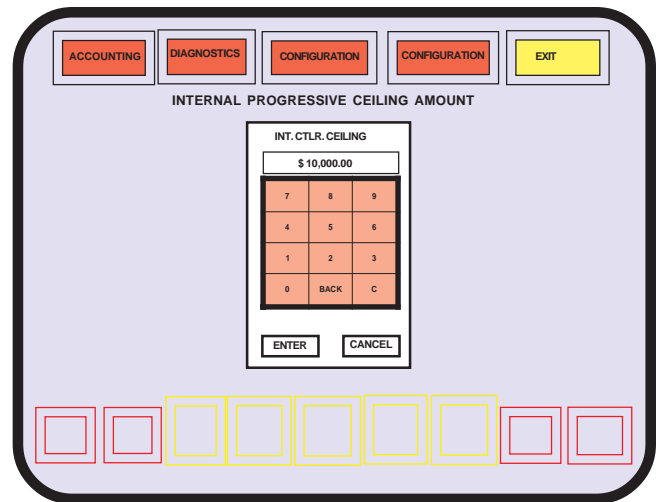 ACCOUNTING DIAGNOSTICS CONFIGURATION CONFIGURATION EXIT
INTERNAL PROGRESSIVE CEILING AMOUNT
INT. CTLR. CEILING
$ 10,000.00
7 8 9
4 5 6
1 2 3
0 BACK C
ENTER CANCEL